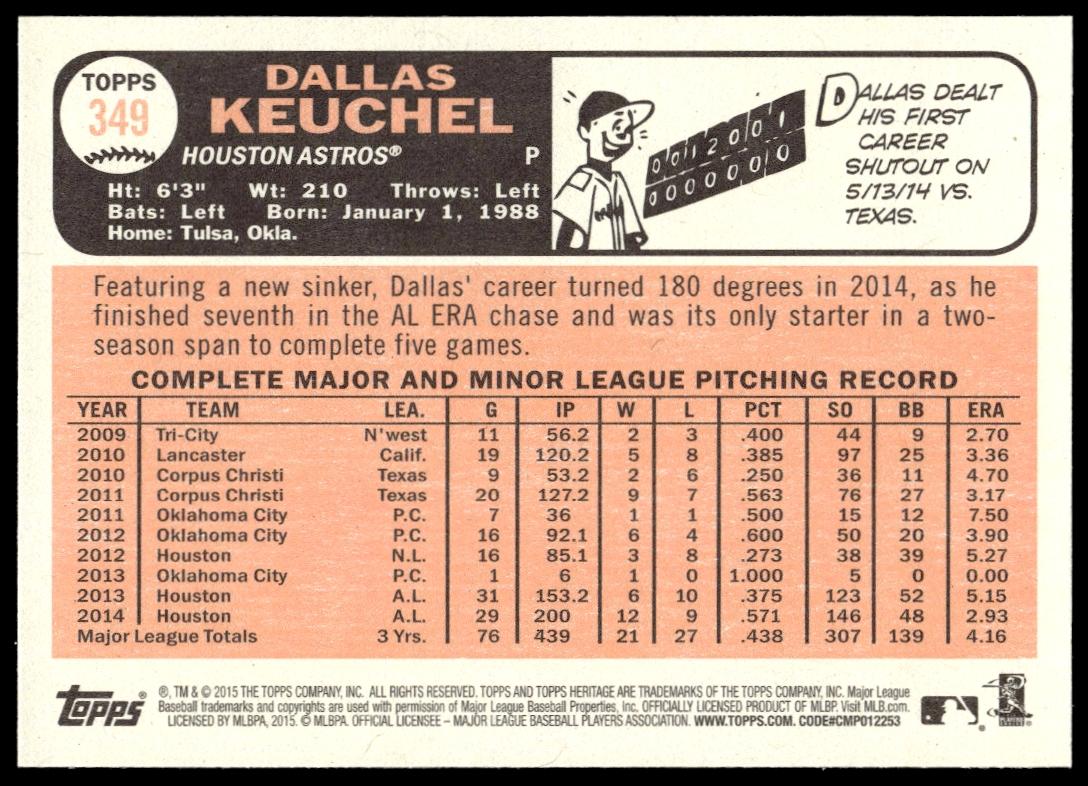 TOPPS
349
DALLAS
KEUCHEL
HOUSTON ASTROS® P
Ht: 6'3" Wt: 210 Throws: Left
Bats: Left Born: January 1, 1988
Home: Tulsa, Okla.
0 0 1 2 0 0 1
0 0 0 0 0 0 0
DALLAS DEALT
HIS FIRST
CAREER
SHUTOUT ON
5/13/14 VS.
TEXAS.
Featuring a new sinker, Dallas' career turned 180 degrees in 2014, as he
finished seventh in the AL ERA chase and was its only starter in a two-
season span to complete five games.
COMPLETE MAJOR AND MINOR LEAGUE PITCHING RECORD
YEAR TEAM LEA. G IP W L PCT SO BB ERA
2009 Tri-City N'west 11 56.2 2 3 .400 44 9 2.70
2010 Lancaster Calif. 19 120.2 5 8 .385 97 25 3.36
2010 Corpus Christi Texas 9 53.2 2 6 .250 36 11 4.70
2011 Corpus Christi Texas 20 127.2 9 7 .563 76 27 3.17
2011 Oklahoma City P.C. 7 36 1 1 .500 15 12 7.50
2012 Oklahoma City P.C. 16 92.1 6 4 .600 50 20 3.90
2012 Houston N.L. 16 85.1 3 8 .273 38 39 5.27
2013 Oklahoma City P.C. 1 6 1 0 1.000 5 0 0.00
2013 Houston A.L. 31 153.2 6 10 .375 123 52 5.15
2014 Houston A.L. 29 200 12 9 .571 146 48 2.93
Major League Totals 3 Yrs. 76 439 21 27 .438 307 139 4.16
topps®
®, TM & © 2015 THE TOPPS COMPANY, INC. ALL RIGHTS RESERVED. TOPPS AND TOPPS HERITAGE ARE TRADEMARKS OF THE TOPPS COMPANY, INC. Major League
Baseball trademarks and copyrights are used with permission of Major League Baseball Properties, Inc. OFFICIALLY LICENSED PRODUCT OF MLBP. Visit MLB.com.
LICENSED BY MLBPA, 2015. © MLBPA. OFFICIAL LICENSEE – MAJOR LEAGUE BASEBALL PLAYERS ASSOCIATION. WWW.TOPPS.COM. CODE#CMP012253